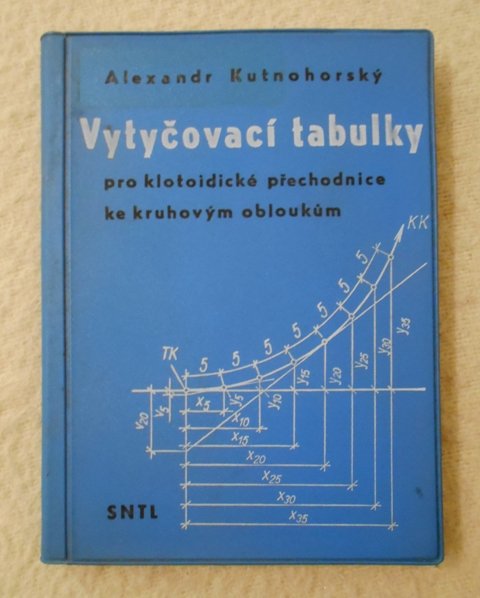 Alexandr Kutnohorský
Vytyčovací tabulky
pro klotoidické přechodnice
ke kruhovým obloukům
KK
5
5
5
5
5
5
5
TK
y5
y20
x5
y5
x10
y10
x15
y15
x20
y20
x25
y25
x30
y30
x35
y35
SNTL